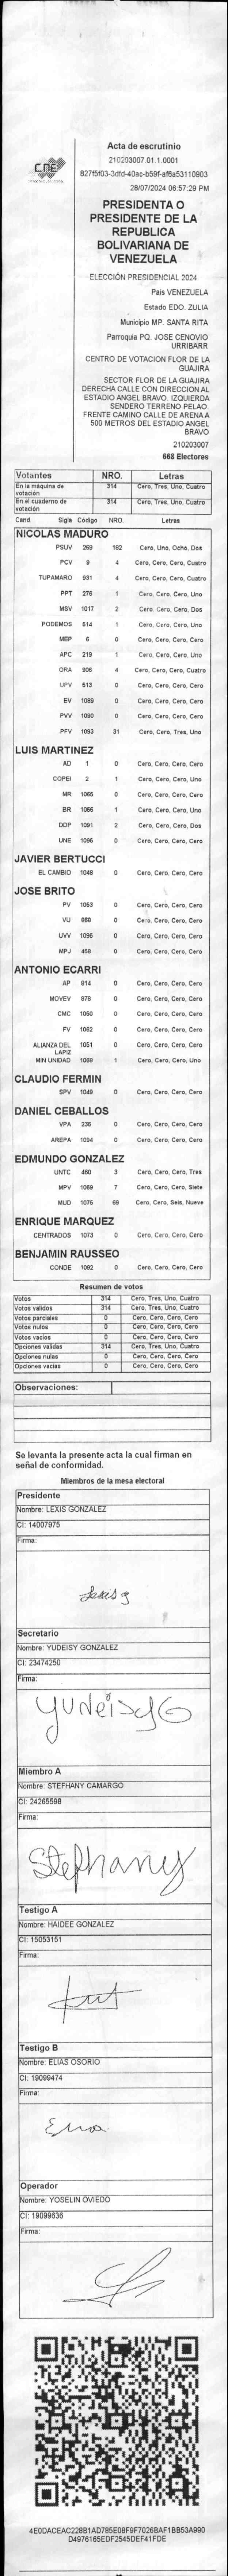 CNE
PODER ELECTORAL
Acta de escrutinio
210203007.01.1.0001
827f5f03-3dfd-40ac-b59f-af6a53110903
28/07/2024 06:57:29 PM
PRESIDENTA O
PRESIDENTE DE LA
REPUBLICA
BOLIVARIANA DE
VENEZUELA
ELECCIÓN PRESIDENCIAL 2024
Pais VENEZUELA
Estado EDO. ZULIA
Municipio MP. SANTA RITA
Parroquia PQ. JOSE CENOVIO
URRIBARR
CENTRO DE VOTACION FLOR DE LA
GUAJIRA
SECTOR FLOR DE LA GUAJIRA
DERECHA CALLE CON DIRECCION AL
ESTADIO ANGEL BRAVO. IZQUIERDA
SENDERO TERRENO PELAO.
FRENTE CAMINO CALLE DE ARENA A
500 METROS DEL ESTADIO ANGEL
BRAVO
210203007
668 Electores
Votantes NRO. Letras
En la máquina de votación 314 Cero, Tres, Uno, Cuatro
En el cuaderno de votación 314 Cero, Tres, Uno, Cuatro
Cand. Sigla Código NRO. Letras
NICOLAS MADURO
PSUV 269 182 Cero, Uno, Ocho, Dos
PCV 9 4 Cero, Cero, Cero, Cuatro
TUPAMARO 931 4 Cero, Cero, Cero, Cuatro
PPT 276 1 Cero, Cero, Cero, Uno
MSV 1017 2 Cero, Cero, Cero, Dos
PODEMOS 514 1 Cero, Cero, Cero, Uno
MEP 6 0 Cero, Cero, Cero, Cero
APC 219 1 Cero, Cero, Cero, Uno
ORA 906 4 Cero, Cero, Cero, Cuatro
UPV 513 0 Cero, Cero, Cero, Cero
EV 1089 0 Cero, Cero, Cero, Cero
PVV 1090 0 Cero, Cero, Cero, Cero
PFV 1093 31 Cero, Cero, Tres, Uno
LUIS MARTINEZ
AD 1 0 Cero, Cero, Cero, Cero
COPEI 2 1 Cero, Cero, Cero, Uno
MR 1065 0 Cero, Cero, Cero, Cero
BR 1066 1 Cero, Cero, Cero, Uno
DDP 1091 2 Cero, Cero, Cero, Dos
UNE 1095 0 Cero, Cero, Cero, Cero
JAVIER BERTUCCI
EL CAMBIO 1048 0 Cero, Cero, Cero, Cero
JOSE BRITO
PV 1053 0 Cero, Cero, Cero, Cero
VU 868 0 Cero, Cero, Cero, Cero
UVV 1096 0 Cero, Cero, Cero, Cero
MPJ 458 0 Cero, Cero, Cero, Cero
ANTONIO ECARRI
AP 814 0 Cero, Cero, Cero, Cero
MOVEV 878 0 Cero, Cero, Cero, Cero
CMC 1050 0 Cero, Cero, Cero, Cero
FV 1062 0 Cero, Cero, Cero, Cero
ALIANZA DEL LAPIZ 1051 0 Cero, Cero, Cero, Cero
MIN UNIDAD 1068 1 Cero, Cero, Cero, Uno
CLAUDIO FERMIN
SPV 1049 0 Cero, Cero, Cero, Cero
DANIEL CEBALLOS
VPA 236 0 Cero, Cero, Cero, Cero
AREPA 1094 0 Cero, Cero, Cero, Cero
EDMUNDO GONZALEZ
UNTC 460 3 Cero, Cero, Cero, Tres
MPV 1069 7 Cero, Cero, Cero, Siete
MUD 1075 69 Cero, Cero, Seis, Nueve
ENRIQUE MARQUEZ
CENTRADOS 1073 0 Cero, Cero, Cero, Cero
BENJAMIN RAUSSEO
CONDE 1092 0 Cero, Cero, Cero, Cero
Resumen de votos
Votos 314 Cero, Tres, Uno, Cuatro
Votos validos 314 Cero, Tres, Uno, Cuatro
Votos parciales 0 Cero, Cero, Cero, Cero
Votos nulos 0 Cero, Cero, Cero, Cero
Votos vacios 0 Cero, Cero, Cero, Cero
Opciones validas 314 Cero, Tres, Uno, Cuatro
Opciones nulas 0 Cero, Cero, Cero, Cero
Opciones vacias 0 Cero, Cero, Cero, Cero
Observaciones:
Se levanta la presente acta la cual firman en
señal de conformidad.
Miembros de la mesa electoral
Presidente
Nombre: LEXIS GONZALEZ
CI: 14007975
Firma:
Lexis g
Secretario
Nombre: YUDEISY GONZALEZ
CI: 23474250
Firma:
YUdeisy G
Miembro A
Nombre: STEFHANY CAMARGO
CI: 24265598
Firma:
Stefhany
Testigo A
Nombre: HAIDEE GONZALEZ
CI: 15053151
Firma:
Testigo B
Nombre: ELIAS OSORIO
CI: 19099474
Firma:
Operador
Nombre: YOSELIN OVIEDO
CI: 19099636
Firma:
4E0DACEAC228B1AD785E08F9F7026BAF1BB53A990
D4976165EDF2545DEF41FDE